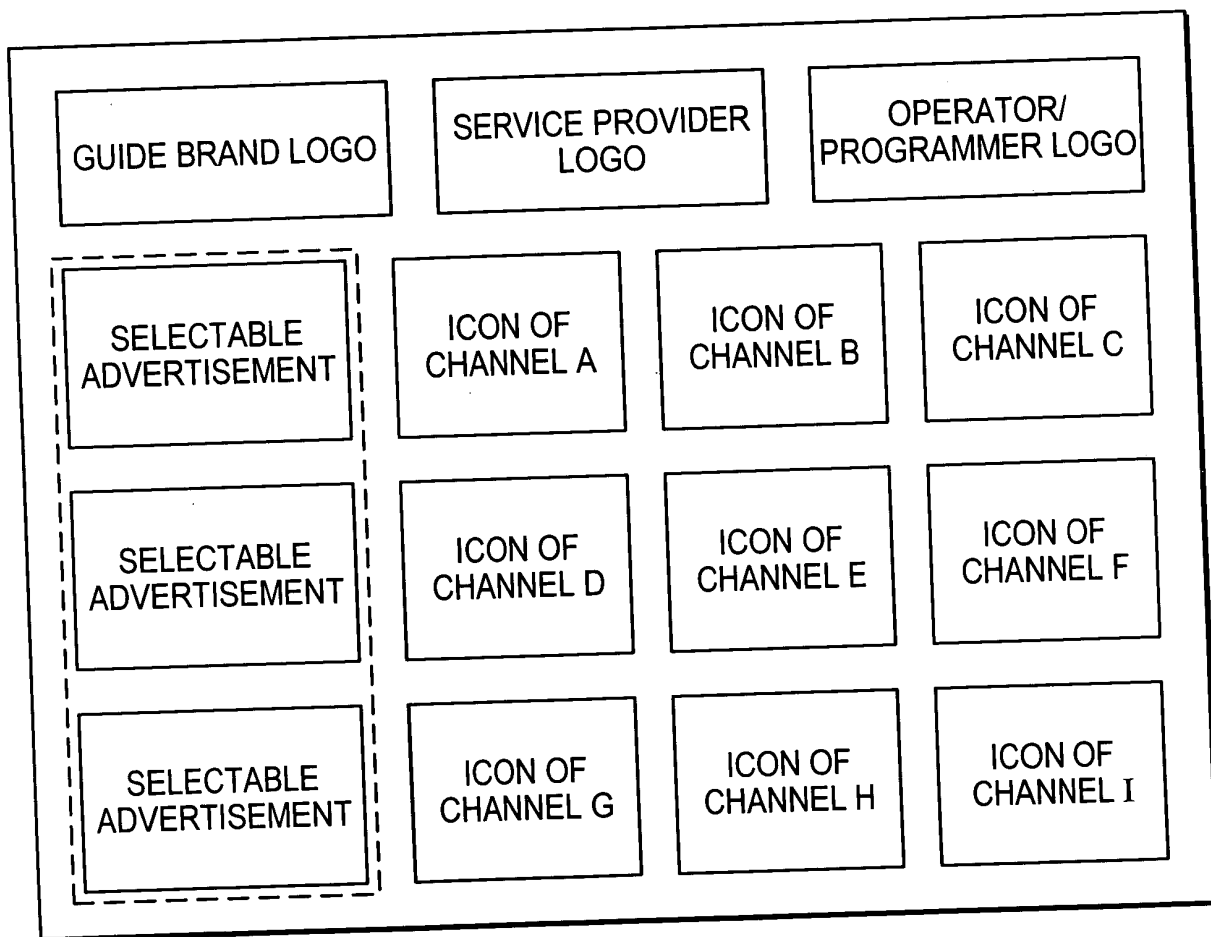 GUIDE BRAND LOGO
SERVICE PROVIDER
LOGO
OPERATOR/
PROGRAMMER LOGO
SELECTABLE
ADVERTISEMENT
ICON OF
CHANNEL A
ICON OF
CHANNEL B
ICON OF
CHANNEL C
SELECTABLE
ADVERTISEMENT
ICON OF
CHANNEL D
ICON OF
CHANNEL E
ICON OF
CHANNEL F
SELECTABLE
ADVERTISEMENT
ICON OF
CHANNEL G
ICON OF
CHANNEL H
ICON OF
CHANNEL I